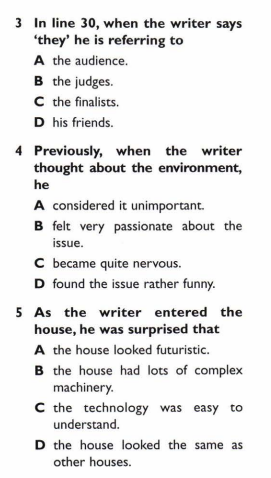 3 In line 30, when the writer says
'they' he is referring to
A the audience.
B the judges.
C the finalists.
D his friends.
4 Previously, when the writer
thought about the environment,
he
A considered it unimportant.
B felt very passionate about the
issue.
C became quite nervous.
D found the issue rather funny.
5 As the writer entered the
house, he was surprised that
A the house looked futuristic.
B the house had lots of complex
machinery.
C the technology was easy to
understand.
D the house looked the same as
other houses.